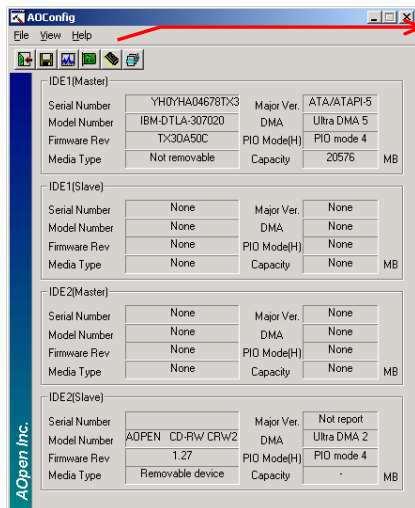 AOConfig
File View Help
IDE1(Master)
Serial Number YH0YHA04678TX3 Major Ver. ATA/ATAPI-5
Model Number IBM-DTLA-307020 DMA Ultra DMA 5
Firmware Rev TX3OA50C PIO Mode(H) PIO mode 4
Media Type Not removable Capacity 20576 MB
IDE1(Slave)
Serial Number None Major Ver. None
Model Number None DMA None
Firmware Rev None PIO Mode(H) None
Media Type None Capacity None MB
IDE2(Master)
Serial Number None Major Ver. None
Model Number None DMA None
Firmware Rev None PIO Mode(H) None
Media Type None Capacity None MB
IDE2(Slave)
Serial Number Major Ver. Not report
Model Number AOPEN CD-RW CRW2 DMA Ultra DMA 2
Firmware Rev 1.27 PIO Mode(H) PIO mode 4
Media Type Removable device Capacity - MB
AOpen Inc.